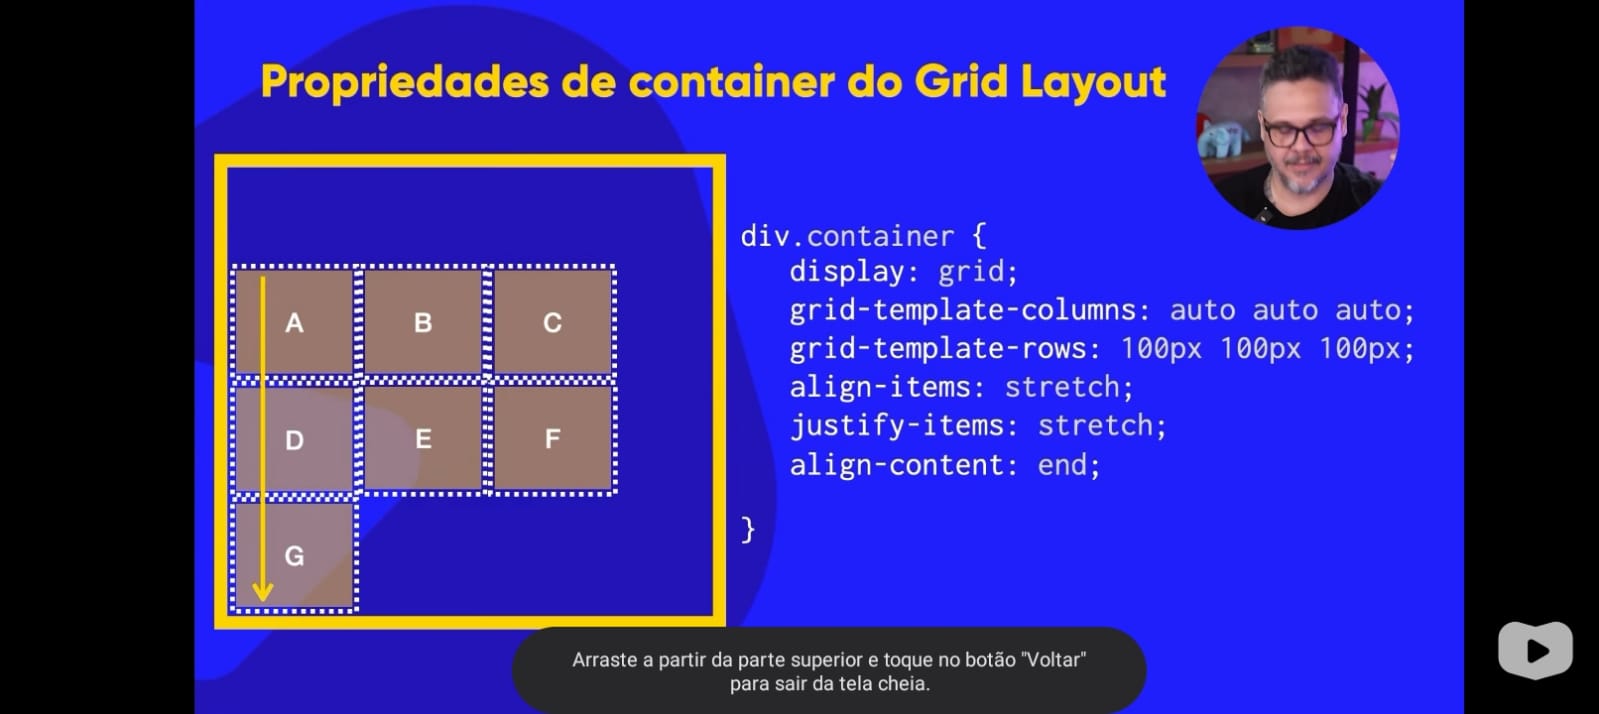 Propriedades de container do Grid Layout
A
B
C
D
E
F
G
div.container {
display: grid;
grid-template-columns: auto auto auto;
grid-template-rows: 100px 100px 100px;
align-items: stretch;
justify-items: stretch;
align-content: end;
}
Arraste a partir da parte superior e toque no botão "Voltar"
para sair da tela cheia.